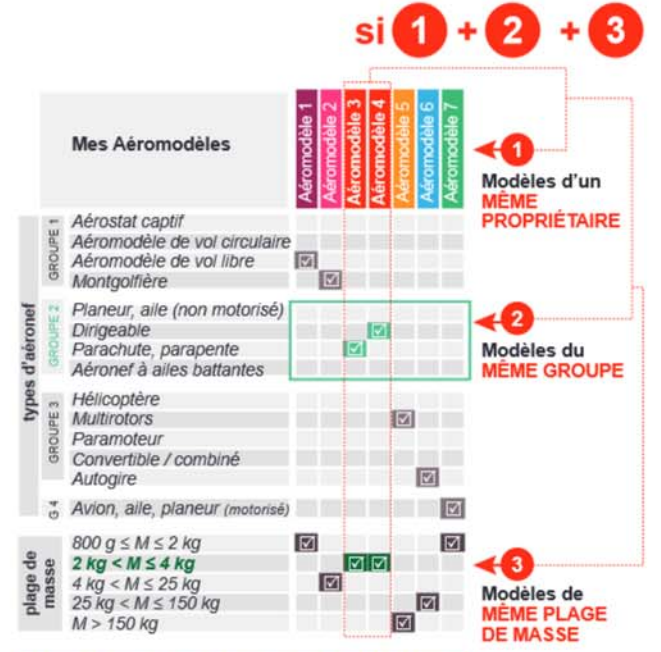 si 1 + 2 + 3
Mes Aéromodèles
Aéromodèle 1
Aéromodèle 2
Aéromodèle 3
Aéromodèle 4
Aéromodèle 5
Aéromodèle 6
Aéromodèle 7
1
Modèles d'un
MÊME
PROPRIÉTAIRE
types d'aéronef
GROUPE 1
Aérostat captif
Aéromodèle de vol circulaire
Aéromodèle de vol libre
Montgolfière
GROUPE 2
Planeur, aile (non motorisé)
Dirigeable
Parachute, parapente
Aéronef à ailes battantes
2
Modèles du
MÊME GROUPE
GROUPE 3
Hélicoptère
Multirotors
Paramoteur
Convertible / combiné
Autogire
G 4
Avion, aile, planeur (motorisé)
plage de
masse
800 g ≤ M ≤ 2 kg
2 kg < M ≤ 4 kg
4 kg < M ≤ 25 kg
25 kg < M ≤ 150 kg
M > 150 kg
3
Modèles de
MÊME PLAGE
DE MASSE